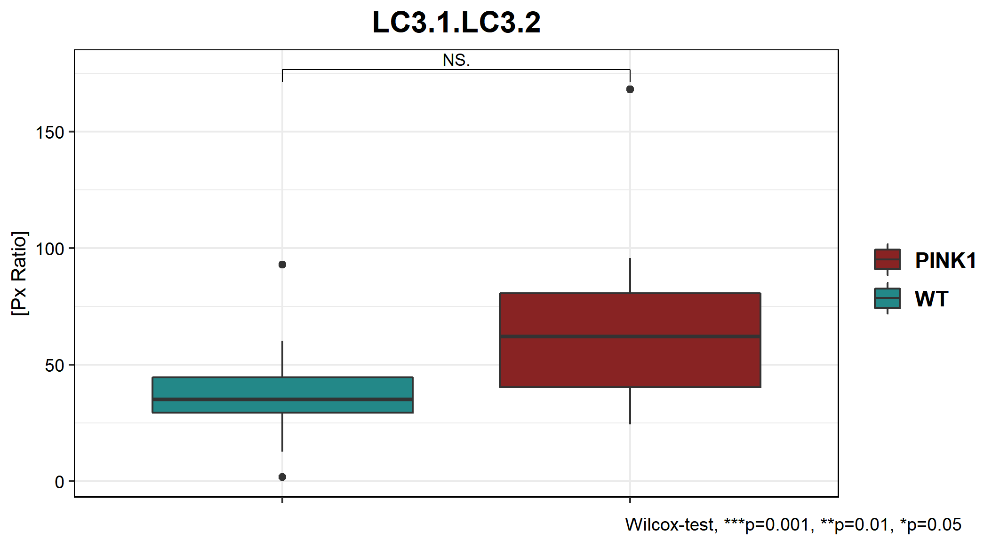 LC3.1.LC3.2
NS.
[Px Ratio]
150
100
50
0
PINK1
WT
Wilcox-test, ***p=0.001, **p=0.01, *p=0.05